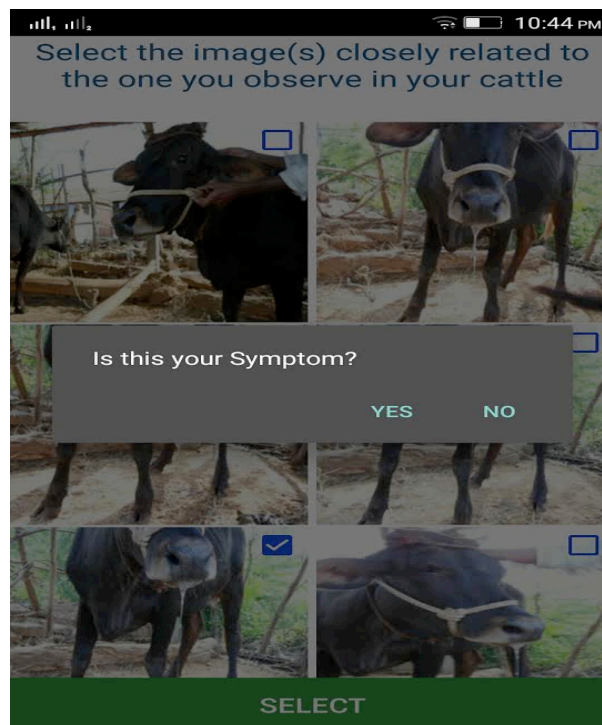 10:44 PM
Select the image(s) closely related to
the one you observe in your cattle
Is this your Symptom?
YES NO
SELECT